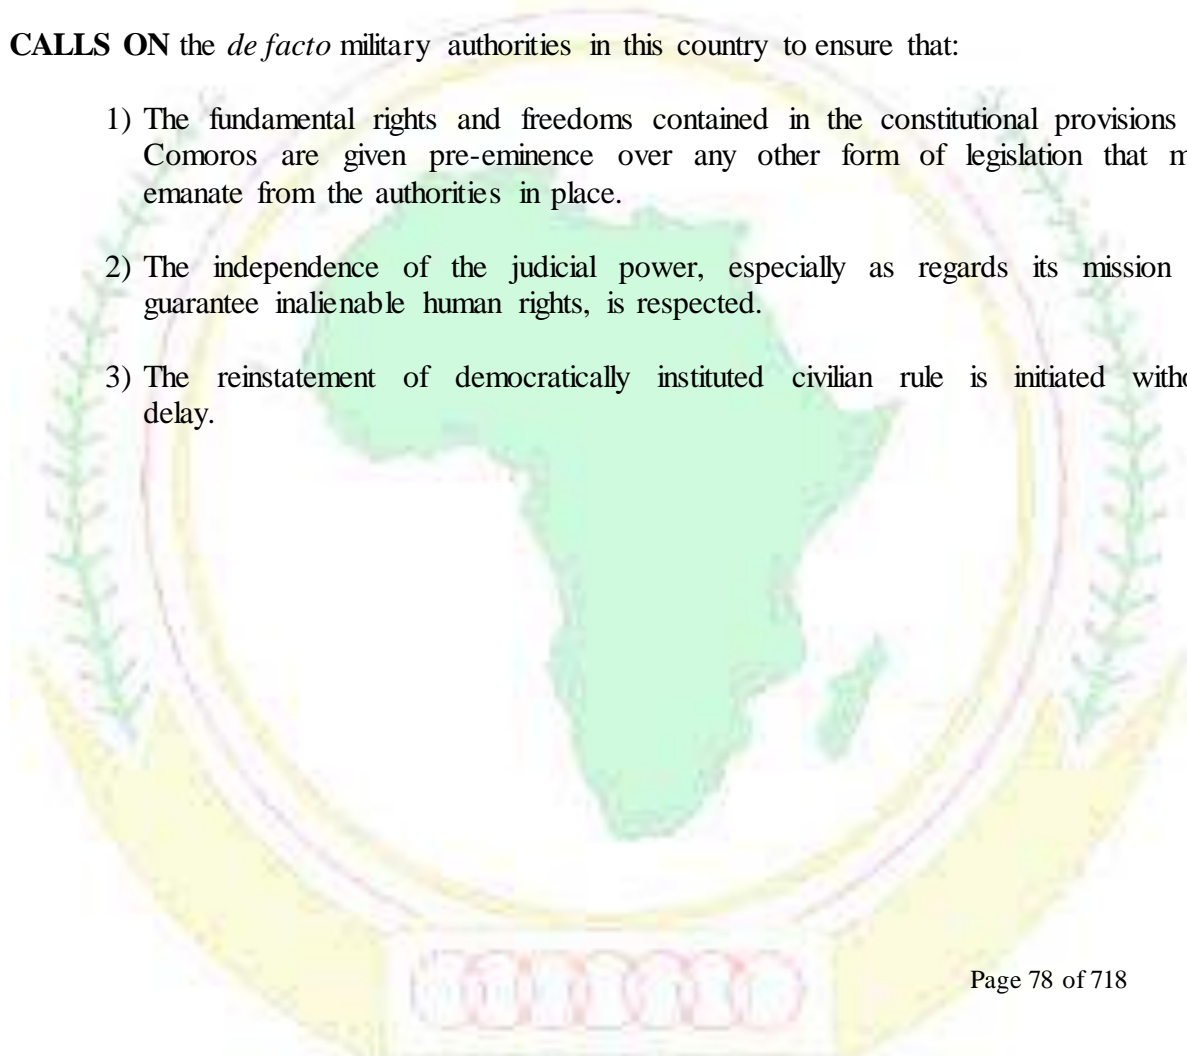 CALLS ON the de facto military authorities in this country to ensure that:
1) The fundamental rights and freedoms contained in the constitutional provisions
Comoros are given pre-eminence over any other form of legislation that m
emanate from the authorities in place.
2) The independence of the judicial power, especially as regards its mission
guarantee inalienable human rights, is respected.
3) The reinstatement of democratically instituted civilian rule is initiated witho
delay.
Page 78 of 718